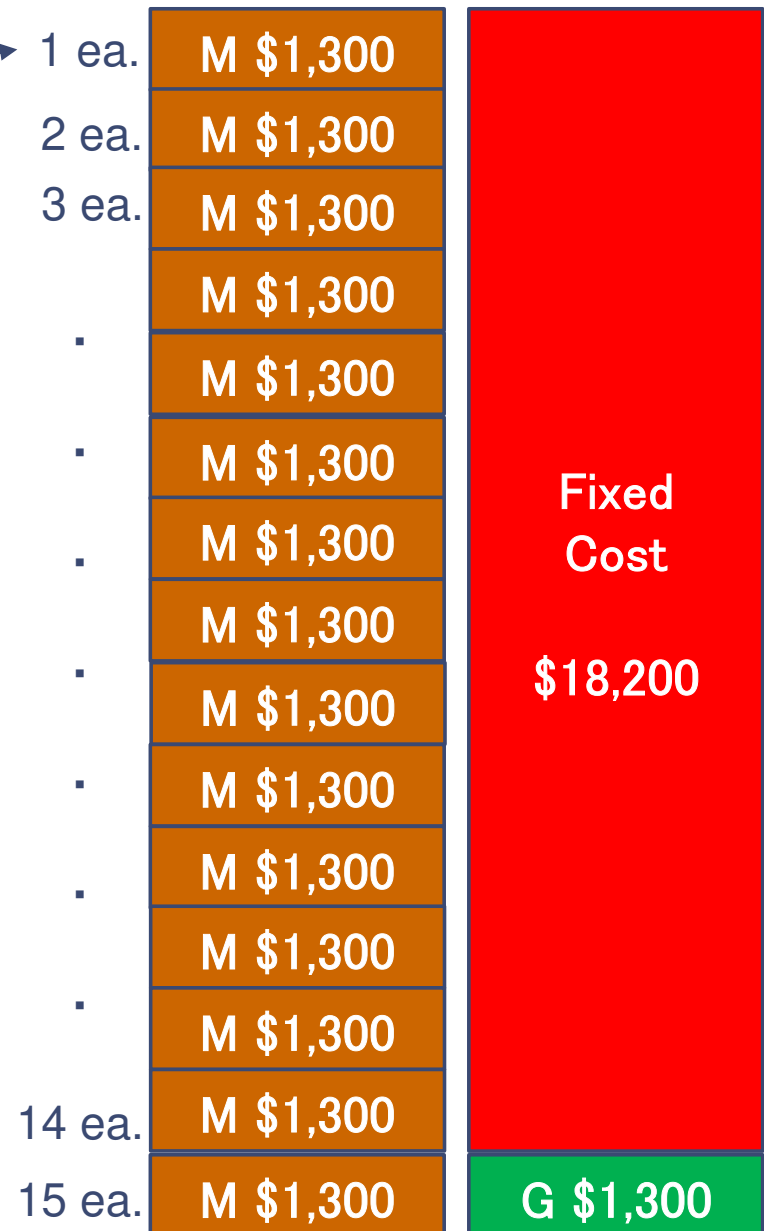 1 ea. M $1,300
2 ea. M $1,300
3 ea. M $1,300
M $1,300
M $1,300
M $1,300
M $1,300
M $1,300
M $1,300
M $1,300
M $1,300
M $1,300
M $1,300
14 ea. M $1,300
15 ea. M $1,300
Fixed
Cost
$18,200
G $1,300